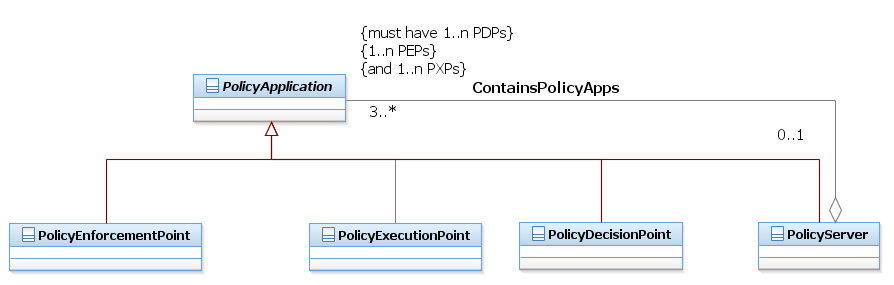 {must have 1..n PDPs}
{1..n PEPs}
{and 1..n PXPs}
PolicyApplication
ContainsPolicyApps
3..*
0..1
PolicyEnforcementPoint
PolicyExecutionPoint
PolicyDecisionPoint
PolicyServer